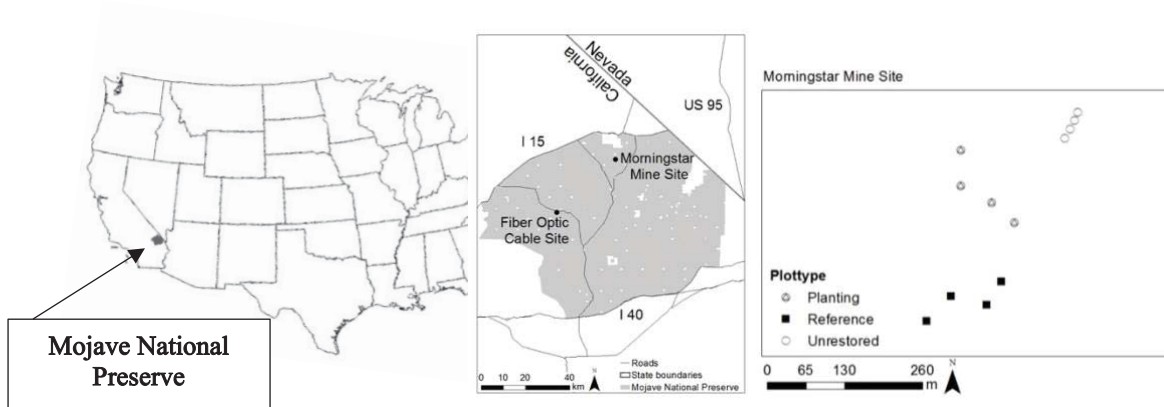 Mojave National
Preserve
Nevada
California
US 95
I 15
Morningstar
Mine Site
Fiber Optic
Cable Site
I 40
Roads
State boundaries
Mojave National Preserve
0 10 20 40
km
N
Morningstar Mine Site
Plottype
Planting
Reference
Unrestored
0 65 130 260
m
N